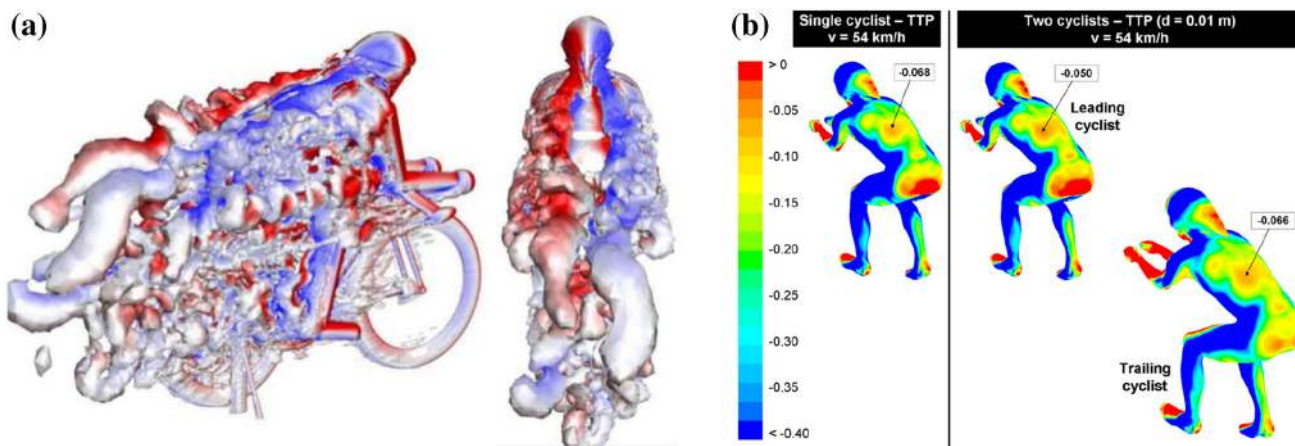 (a)
(b)
Single cyclist – TTP
v = 54 km/h
Two cyclists – TTP (d = 0.01 m)
v = 54 km/h
> 0
-0.05
-0.10
-0.15
-0.20
-0.25
-0.30
-0.35
< -0.40
-0.068
-0.050
Leading
cyclist
-0.066
Trailing
cyclist